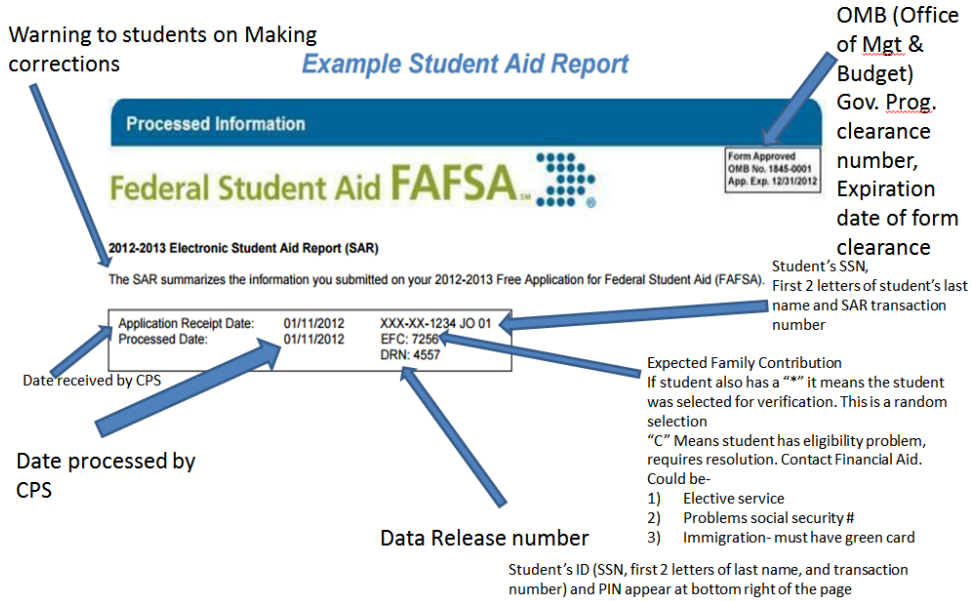 Warning to students on Making
corrections
Example Student Aid Report
OMB (Office
of Mgt &
Budget)
Gov. Prog.
clearance
number,
Expiration
date of form
clearance
Processed Information
Form Approved
OMB No. 1845-0001
App. Exp. 12/31/2012
Federal Student Aid FAFSA SM ®
2012-2013 Electronic Student Aid Report (SAR)
The SAR summarizes the information you submitted on your 2012-2013 Free Application for Federal Student Aid (FAFSA).
Student's SSN,
First 2 letters of student's last
name and SAR transaction
number
Application Receipt Date: 01/11/2012 XXX-XX-1234 JO 01
Processed Date: 01/11/2012 EFC: 7256
DRN: 4557
Date received by CPS
Expected Family Contribution
If student also has a "*" it means the student
was selected for verification. This is a random
selection
"C" Means student has eligibility problem,
requires resolution. Contact Financial Aid.
Could be-
1) Elective service
2) Problems social security #
3) Immigration- must have green card
Date processed by
CPS
Data Release number
Student's ID (SSN, first 2 letters of last name, and transaction
number) and PIN appear at bottom right of the page